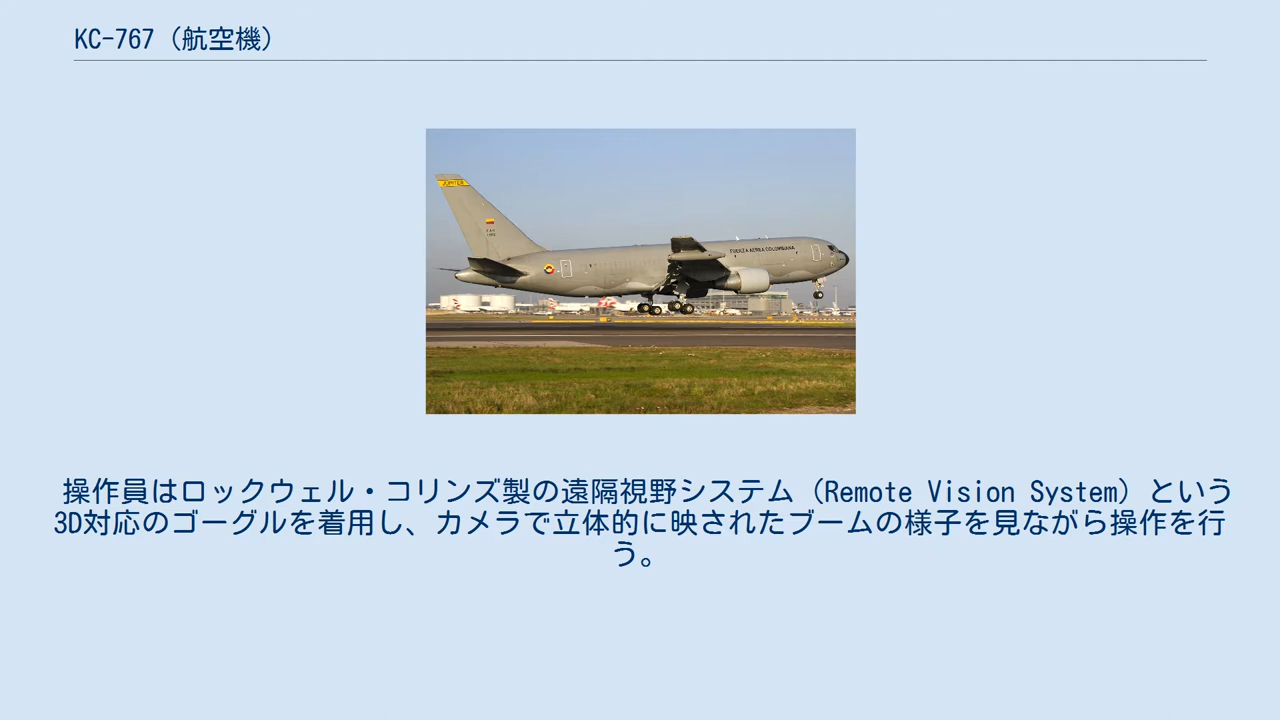 KC-767（航空機）
JUPITER
FUERZA AEREA COLOMBIANA
操作員はロックウェル・コリンズ製の遠隔視野システム（Remote Vision System）という
3D対応のゴーグルを着用し、カメラで立体的に映されたブームの様子を見ながら操作を行
う。